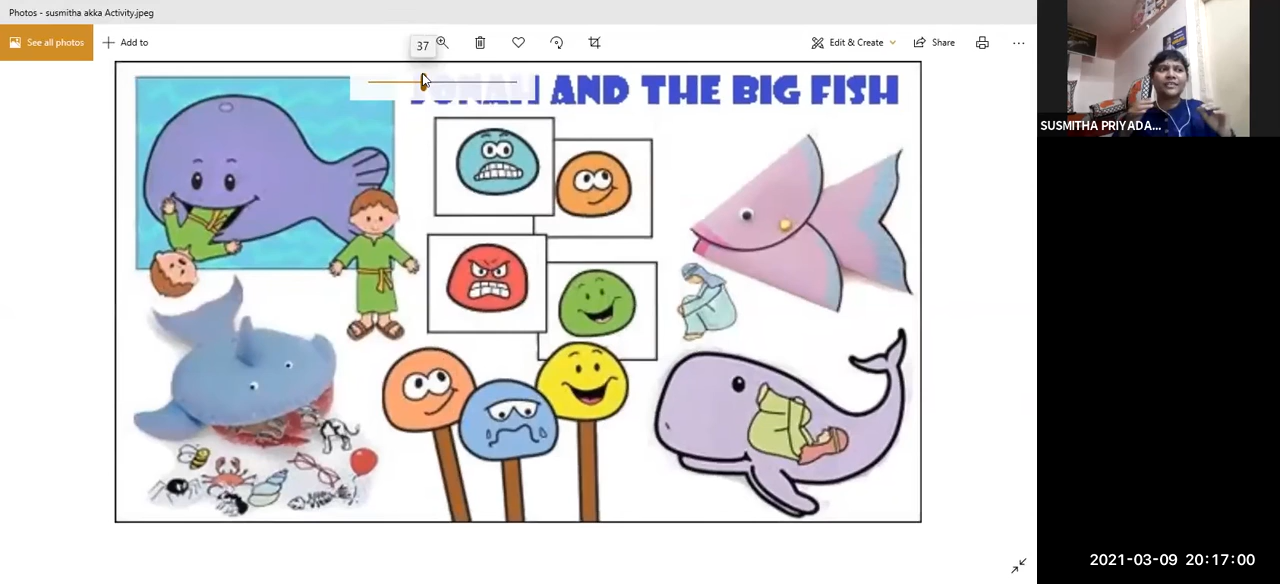 Photos - susmitha akka Activity.jpeg
See all photos
Add to
37
Edit & Create
Share
JONAH AND THE BIG FISH
SUSMITHA PRIYADA...
2021-03-09 20:17:00